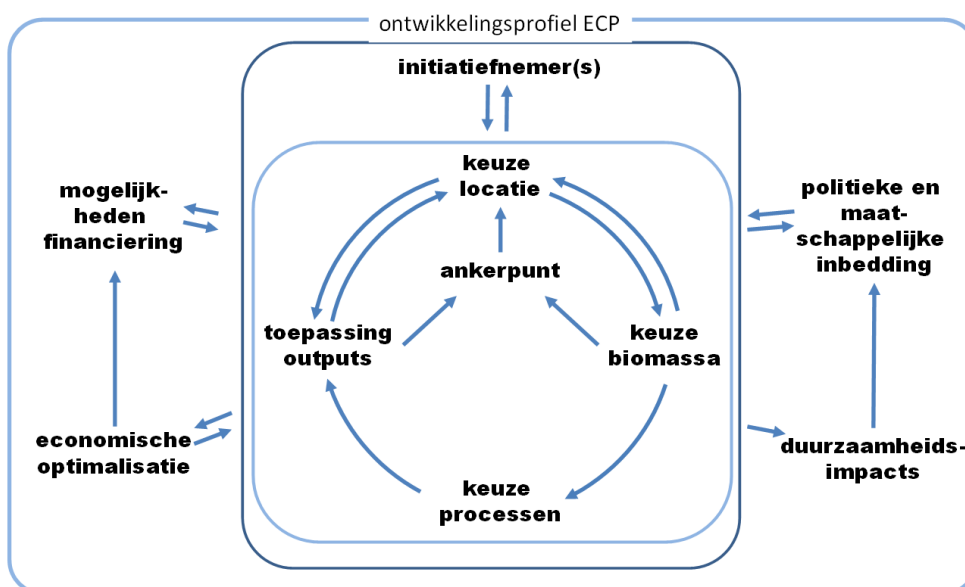 ontwikkelingsprofiel ECP
initiatiefnemer(s)
keuze
locatie
mogelijk-
heden
financiering
politieke en
maat-
schappelijke
inbedding
ankerpunt
toepassing
outputs
keuze
biomassa
economische
optimalisatie
duurzaamheids-
impacts
keuze
processen